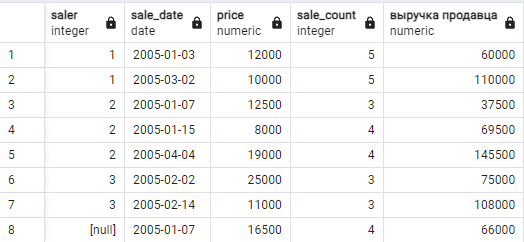 saler sale_date price sale_count выручка продавца
integer date numeric integer numeric
1 1 2005-01-03 12000 5 60000
2 1 2005-03-02 10000 5 110000
3 2 2005-01-07 12500 3 37500
4 2 2005-01-15 8000 4 69500
5 2 2005-04-04 19000 4 145500
6 3 2005-02-02 25000 3 75000
7 3 2005-02-14 11000 3 108000
8 [null] 2005-01-07 16500 4 66000